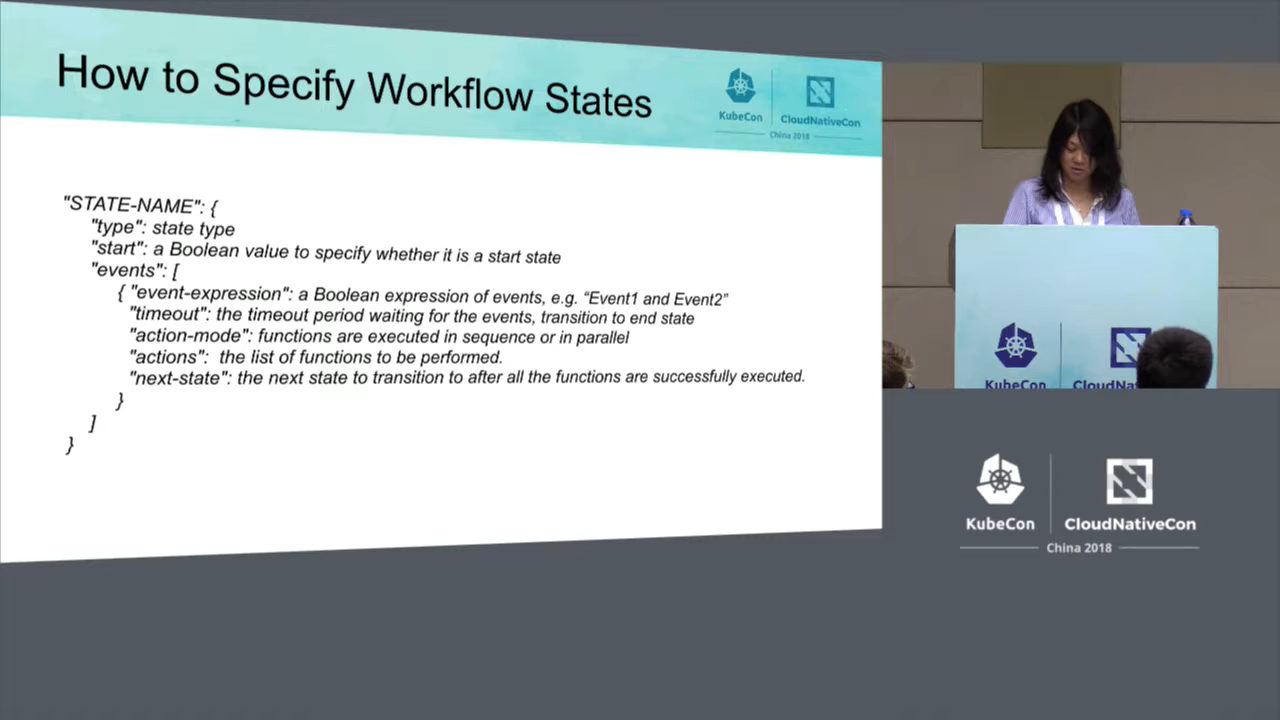 How to Specify Workflow States
KubeCon
CloudNativeCon
China 2018
"STATE-NAME": {
"type": state type
"start": a Boolean value to specify whether it is a start state
"events": [
{ "event-expression": a Boolean expression of events, e.g. “Event1 and Event2”
"timeout": the timeout period waiting for the events, transition to end state
"action-mode": functions are executed in sequence or in parallel
"actions": the list of functions to be performed.
"next-state": the next state to transition to after all the functions are successfully executed.
}
]
}
KubeCon
KubeCon
CloudNativeCon
China 2018